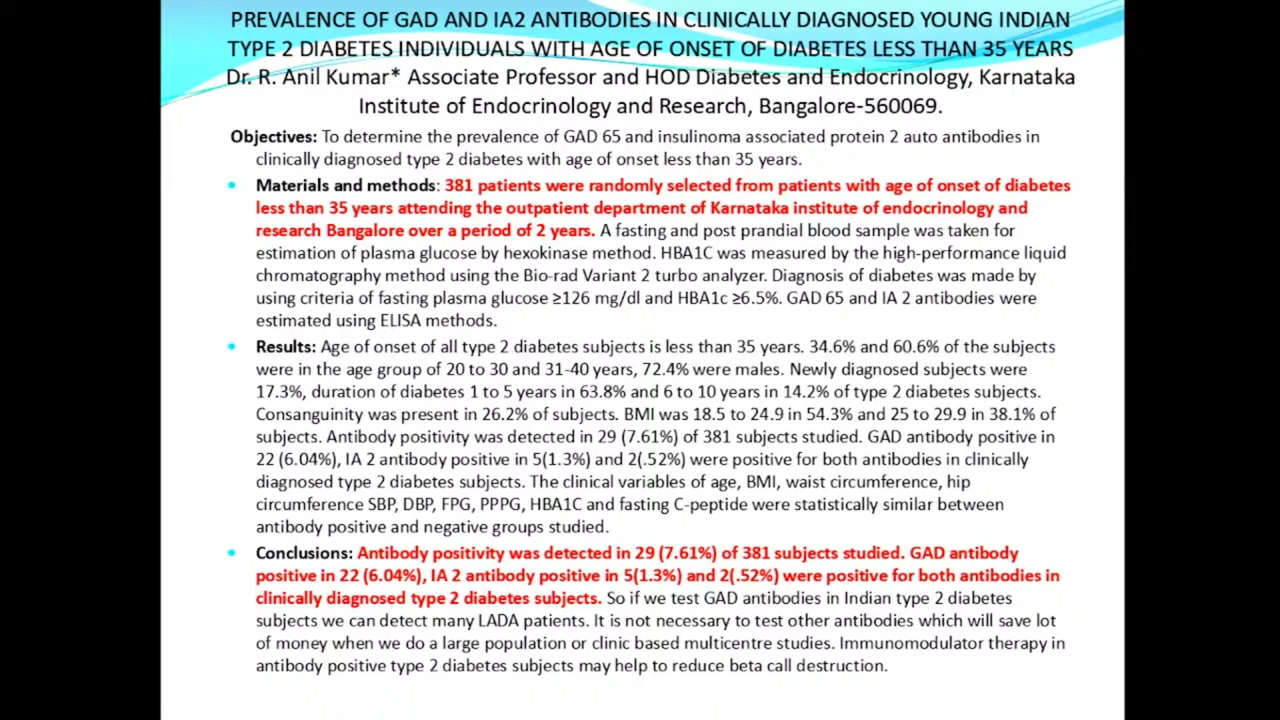 PREVALENCE OF GAD AND IA2 ANTIBODIES IN CLINICALLY DIAGNOSED YOUNG INDIAN
TYPE 2 DIABETES INDIVIDUALS WITH AGE OF ONSET OF DIABETES LESS THAN 35 YEARS
Dr. R. Anil Kumar* Associate Professor and HOD Diabetes and Endocrinology, Karnataka
Institute of Endocrinology and Research, Bangalore-560069.
Objectives: To determine the prevalence of GAD 65 and insulinoma associated protein 2 auto antibodies in
clinically diagnosed type 2 diabetes with age of onset less than 35 years.
• Materials and methods: 381 patients were randomly selected from patients with age of onset of diabetes
less than 35 years attending the outpatient department of Karnataka institute of endocrinology and
research Bangalore over a period of 2 years. A fasting and post prandial blood sample was taken for
estimation of plasma glucose by hexokinase method. HBA1C was measured by the high-performance liquid
chromatography method using the Bio-rad Variant 2 turbo analyzer. Diagnosis of diabetes was made by
using criteria of fasting plasma glucose ≥126 mg/dl and HBA1c ≥6.5%. GAD 65 and IA 2 antibodies were
estimated using ELISA methods.
• Results: Age of onset of all type 2 diabetes subjects is less than 35 years. 34.6% and 60.6% of the subjects
were in the age group of 20 to 30 and 31-40 years, 72.4% were males. Newly diagnosed subjects were
17.3%, duration of diabetes 1 to 5 years in 63.8% and 6 to 10 years in 14.2% of type 2 diabetes subjects.
Consanguinity was present in 26.2% of subjects. BMI was 18.5 to 24.9 in 54.3% and 25 to 29.9 in 38.1% of
subjects. Antibody positivity was detected in 29 (7.61%) of 381 subjects studied. GAD antibody positive in
22 (6.04%), IA 2 antibody positive in 5(1.3%) and 2(.52%) were positive for both antibodies in clinically
diagnosed type 2 diabetes subjects. The clinical variables of age, BMI, waist circumference, hip
circumference SBP, DBP, FPG, PPPG, HBA1C and fasting C-peptide were statistically similar between
antibody positive and negative groups studied.
• Conclusions: Antibody positivity was detected in 29 (7.61%) of 381 subjects studied. GAD antibody
positive in 22 (6.04%), IA 2 antibody positive in 5(1.3%) and 2(.52%) were positive for both antibodies in
clinically diagnosed type 2 diabetes subjects. So if we test GAD antibodies in Indian type 2 diabetes
subjects we can detect many LADA patients. It is not necessary to test other antibodies which will save lot
of money when we do a large population or clinic based multicentre studies. Immunomodulator therapy in
antibody positive type 2 diabetes subjects may help to reduce beta call destruction.